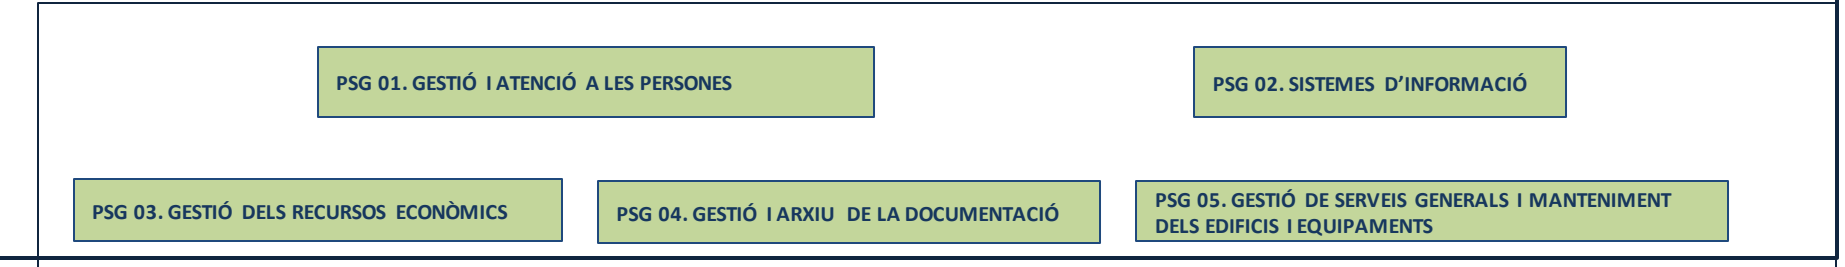 PSG 01. GESTIÓ I ATENCIÓ A LES PERSONES
PSG 02. SISTEMES D’INFORMACIÓ
PSG 03. GESTIÓ DELS RECURSOS ECONÒMICS
PSG 04. GESTIÓ I ARXIU DE LA DOCUMENTACIÓ
PSG 05. GESTIÓ DE SERVEIS GENERALS I MANTENIMENT
DELS EDIFICIS I EQUIPAMENTS